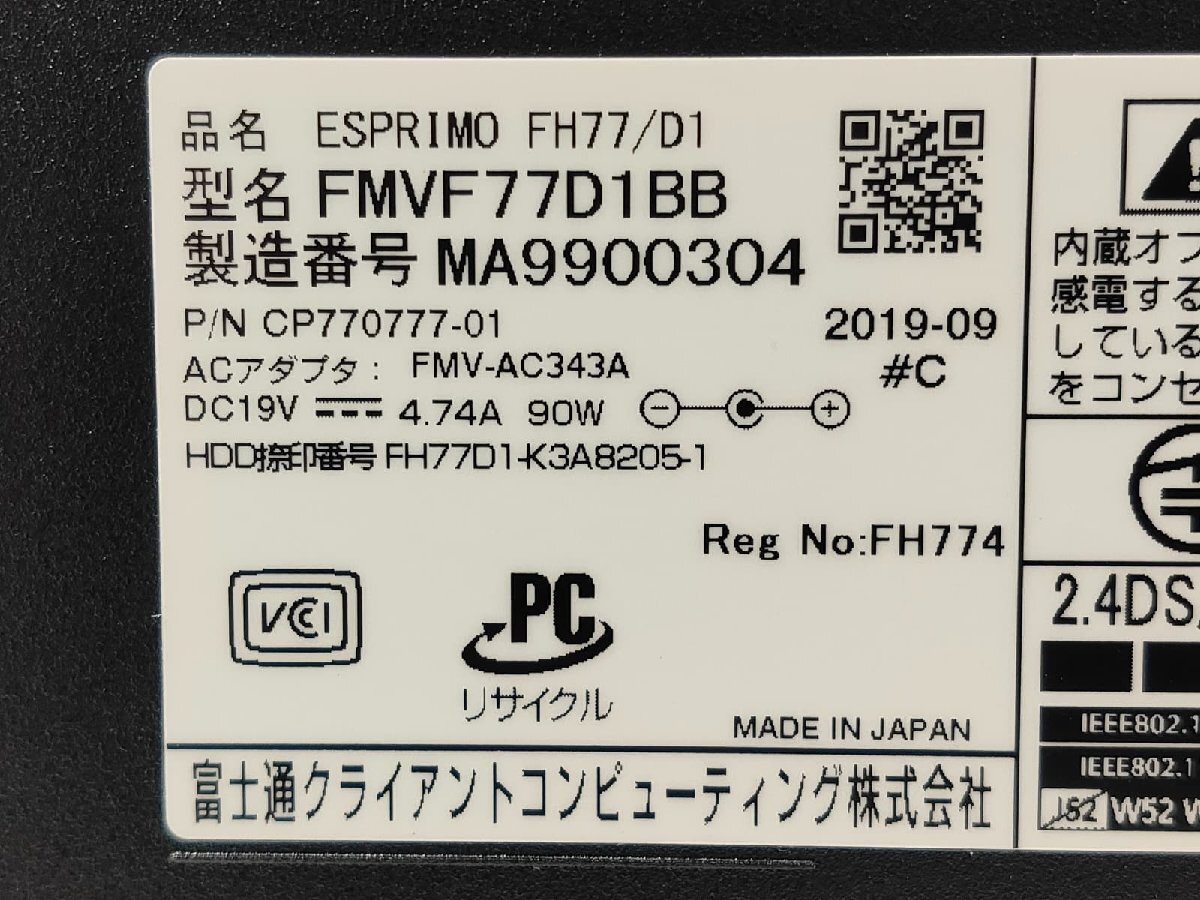 品名 ESPRIMO FH77/D1
型名 FMVF77D1BB
製造番号 MA9900304
P/N CP770777-01
2019-09
#C
ACアダプタ: FMV-AC343A
DC19V 4.74A 90W
HDD捺印番号 FH77D1-K3A8205-1
Reg No:FH774
VCCI
PC
リサイクル
MADE IN JAPAN
富士通クライアントコンピューティング株式会社
内蔵オプ
感電する
している
をコンセ
2.4DS/
IEEE802.1
IEEE802.1
J52 W52 W